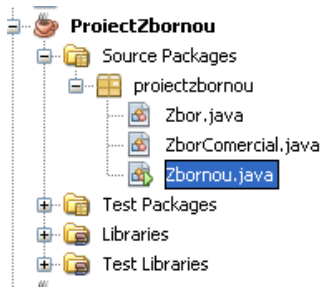 ProiectZbornou
Source Packages
proiectzbornou
Zbor.java
ZborComercial.java
Zbornou.java
Test Packages
Libraries
Test Libraries